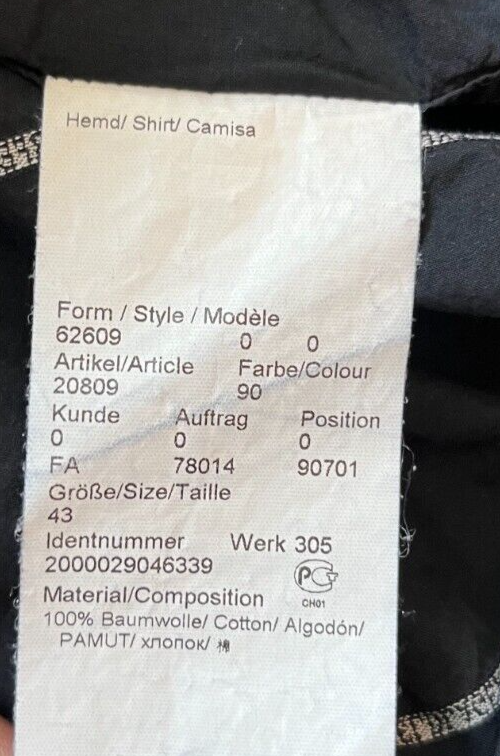 Hemd/ Shirt/ Camisa
Form / Style / Modèle
62609 0 0
Artikel/Article Farbe/Colour
20809 90
Kunde Auftrag Position
0 0 0
FA 78014 90701
Größe/Size/Taille
43
Identnummer Werk 305
2000029046339
Material/Composition
CH01
100% Baumwolle/ Cotton/ Algodón/
PAMUT/ хлопок/ 棉